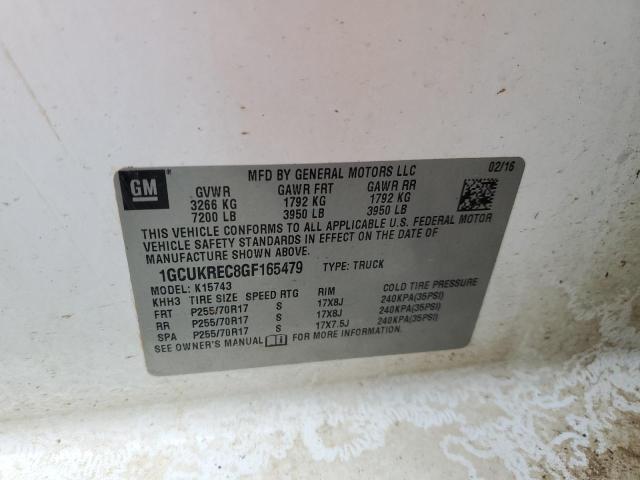 GM
MFD BY GENERAL MOTORS LLC 02/16
GVWR GAWR FRT GAWR RR
3266 KG 1792 KG 1792 KG
7200 LB 3950 LB 3950 LB
THIS VEHICLE CONFORMS TO ALL APPLICABLE U.S. FEDERAL MOTOR
VEHICLE SAFETY STANDARDS IN EFFECT ON THE DATE OF
MANUFACTURE SHOWN ABOVE.
1GCUKREC8GF165479 TYPE: TRUCK
MODEL: K15743
KHH3 TIRE SIZE SPEED RTG RIM COLD TIRE PRESSURE
FRT P255/70R17 S 17X8J 240KPA(35PSI)
RR P255/70R17 S 17X8J 240KPA(35PSI)
SPA P255/70R17 S 17X7.5J 240KPA(35PSI)
SEE OWNER'S MANUAL FOR MORE INFORMATION.